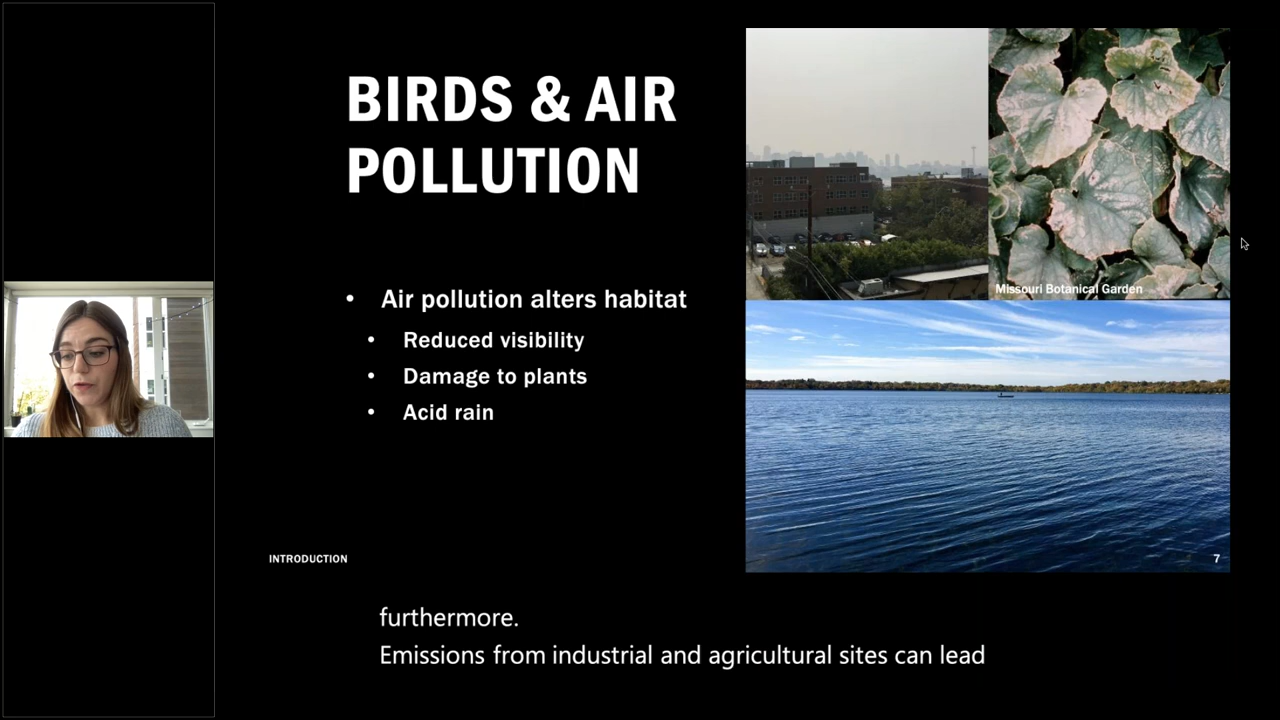 BIRDS & AIR
POLLUTION
• Air pollution alters habitat
• Reduced visibility
• Damage to plants
• Acid rain
Missouri Botanical Garden
INTRODUCTION
7
furthermore.
Emissions from industrial and agricultural sites can lead